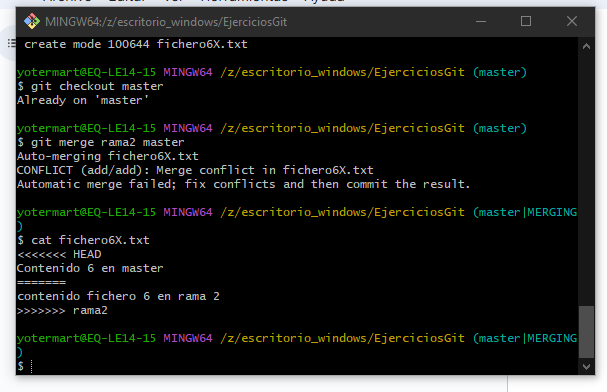 MINGW64:/z/escritorio_windows/EjerciciosGit
create mode 100644 fichero6X.txt
yotermart@EQ-LE14-15 MINGW64 /z/escritorio_windows/EjerciciosGit (master)
$ git checkout master
Already on 'master'
yotermart@EQ-LE14-15 MINGW64 /z/escritorio_windows/EjerciciosGit (master)
$ git merge rama2 master
Auto-merging fichero6X.txt
CONFLICT (add/add): Merge conflict in fichero6X.txt
Automatic merge failed; fix conflicts and then commit the result.
yotermart@EQ-LE14-15 MINGW64 /z/escritorio_windows/EjerciciosGit (master|MERGING
)
$ cat fichero6X.txt
<<<<<<< HEAD
Contenido 6 en master
=======
contenido fichero 6 en rama 2
>>>>>>> rama2
yotermart@EQ-LE14-15 MINGW64 /z/escritorio_windows/EjerciciosGit (master|MERGING
)
$